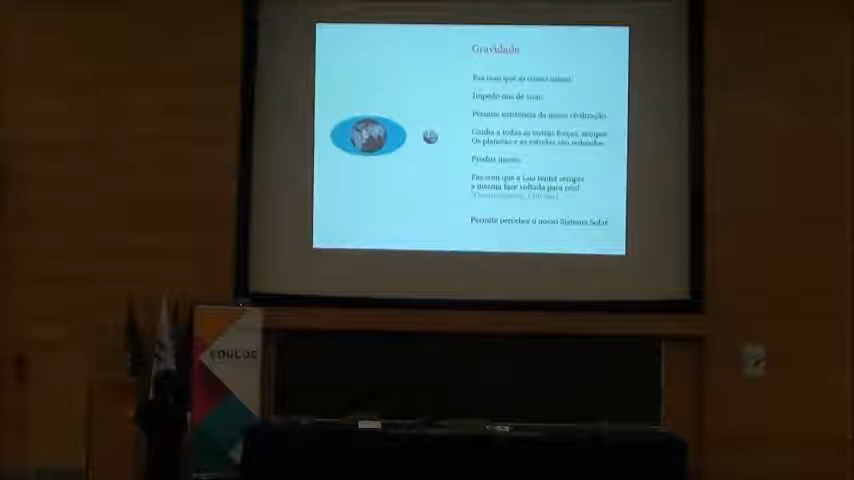 Gravidade
Faz com que as coisas caiam.
Impede-nos de voar.
Permite existência da nossa civilização.
Ganha a todas as outras forças, sempre.
Os planetas e as estrelas são redondos.
Produz marés.
Faz com que a Lua tenha sempre
a mesma face voltada para nós!
Permite perceber o nosso Sistema Solar
EDULOG